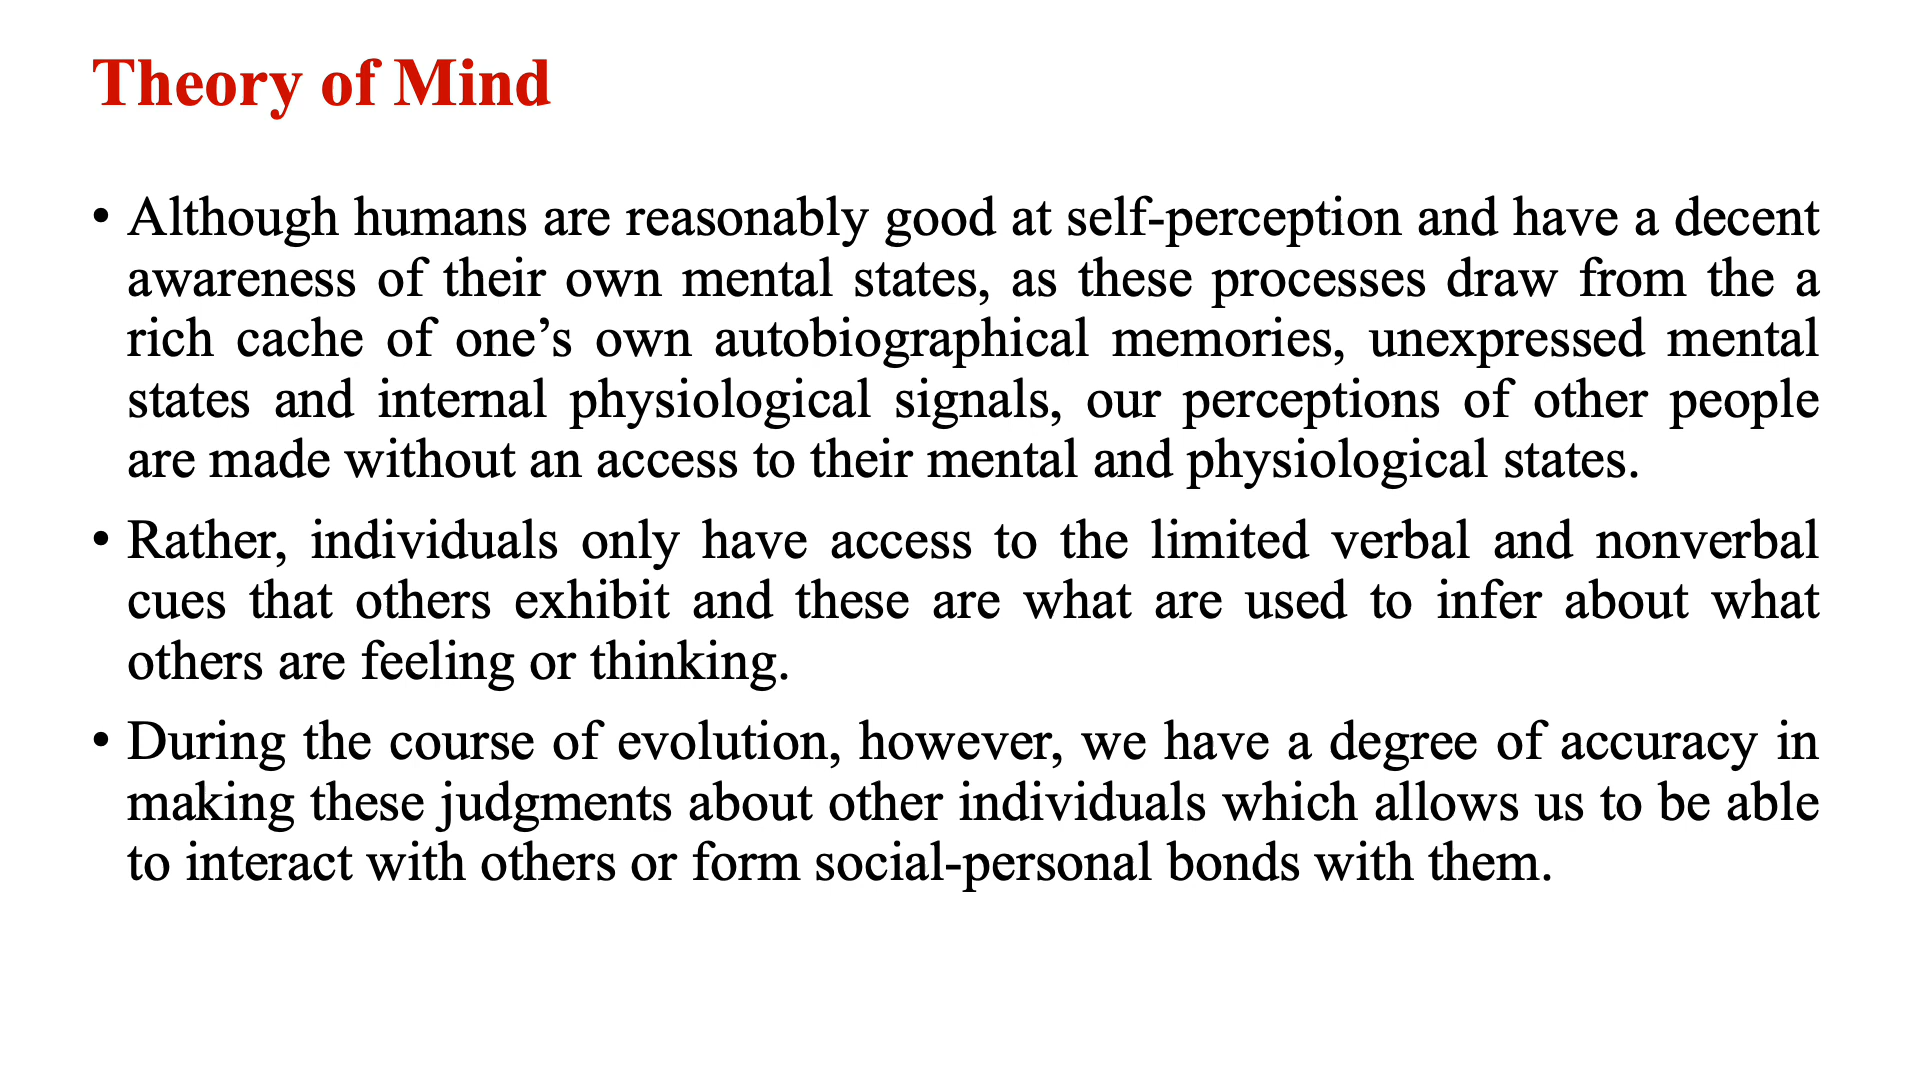 Theory of Mind
• Although humans are reasonably good at self-perception and have a decent
awareness of their own mental states, as these processes draw from the a
rich cache of one’s own autobiographical memories, unexpressed mental
states and internal physiological signals, our perceptions of other people
are made without an access to their mental and physiological states.
• Rather, individuals only have access to the limited verbal and nonverbal
cues that others exhibit and these are what are used to infer about what
others are feeling or thinking.
• During the course of evolution, however, we have a degree of accuracy in
making these judgments about other individuals which allows us to be able
to interact with others or form social-personal bonds with them.